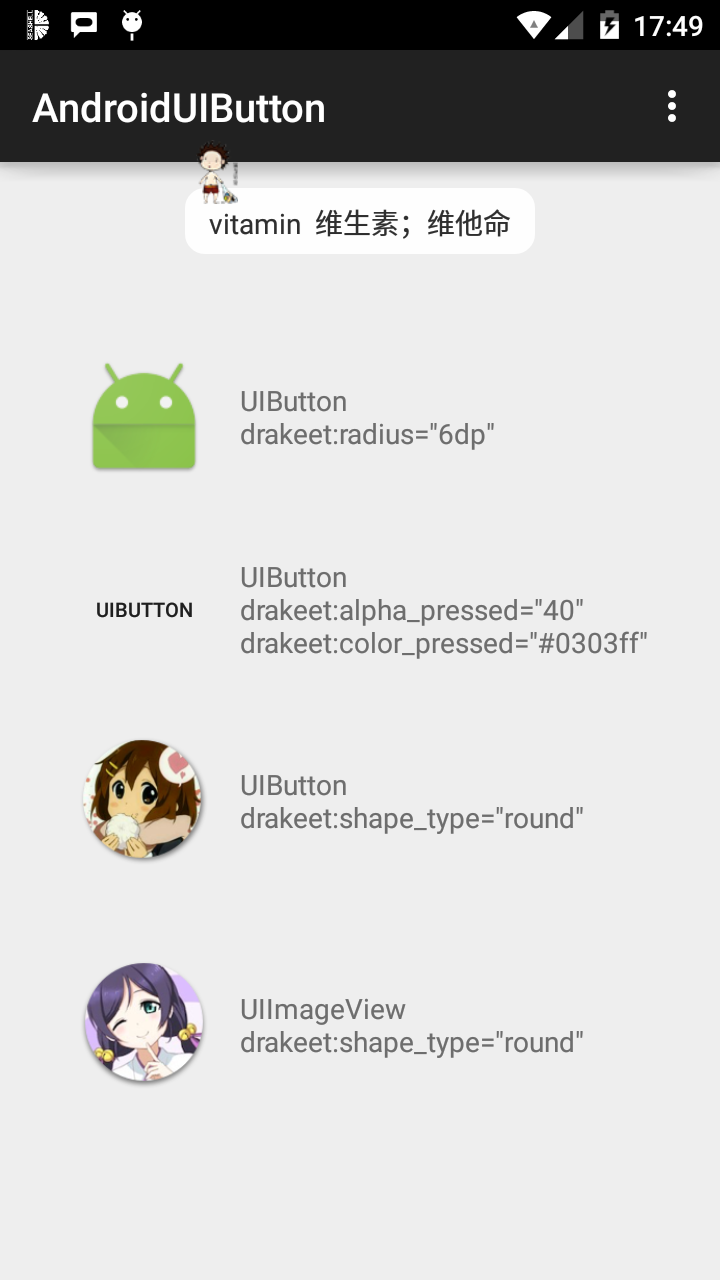 17:49
AndroidUIButton
vitamin 维生素；维他命
UIButton
drakeet:radius="6dp"
UIBUTTON
UIButton
drakeet:alpha_pressed="40"
drakeet:color_pressed="#0303ff"
UIButton
drakeet:shape_type="round"
UIImageView
drakeet:shape_type="round"